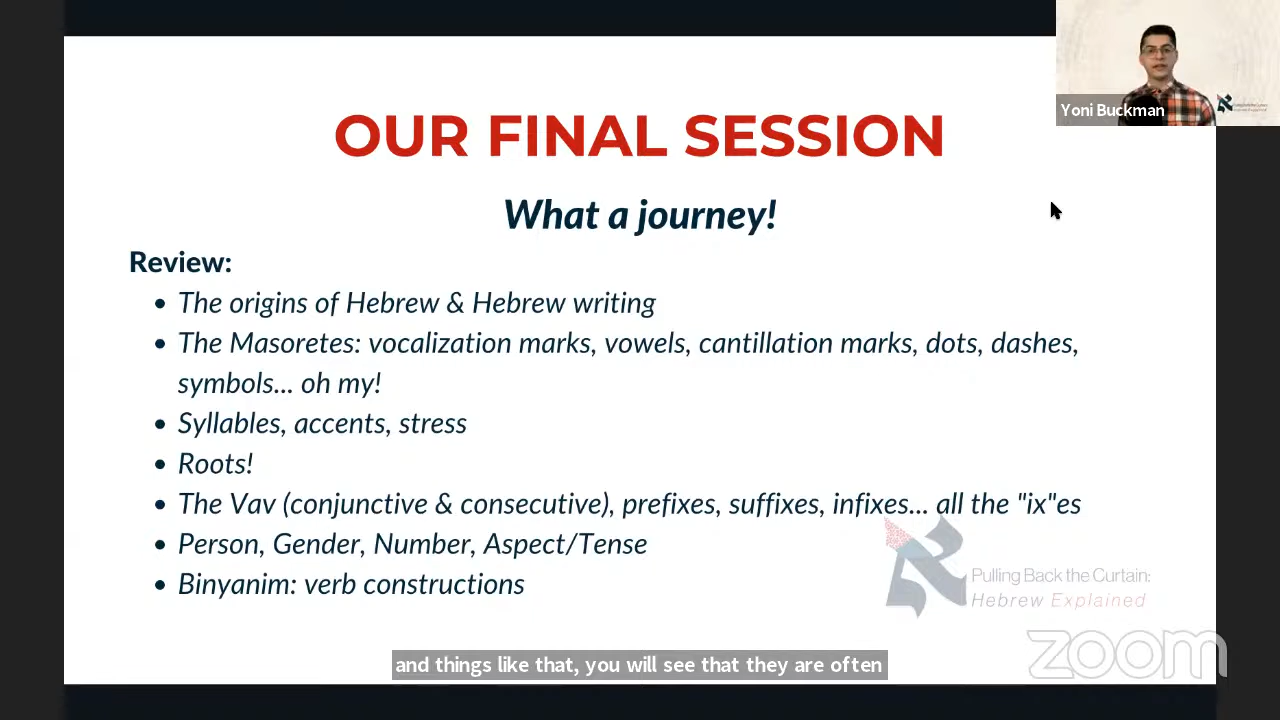 OUR FINAL SESSION
Yoni Buckman
What a journey!
Review:
• The origins of Hebrew & Hebrew writing
• The Masoretes: vocalization marks, vowels, cantillation marks, dots, dashes,
symbols... oh my!
• Syllables, accents, stress
• Roots!
• The Vav (conjunctive & consecutive), prefixes, suffixes, infixes... all the "ix"es
• Person, Gender, Number, Aspect/Tense
• Binyanim: verb constructions
א
Pulling Back the Curtain:
Hebrew Explained
zoom
and things like that, you will see that they are often